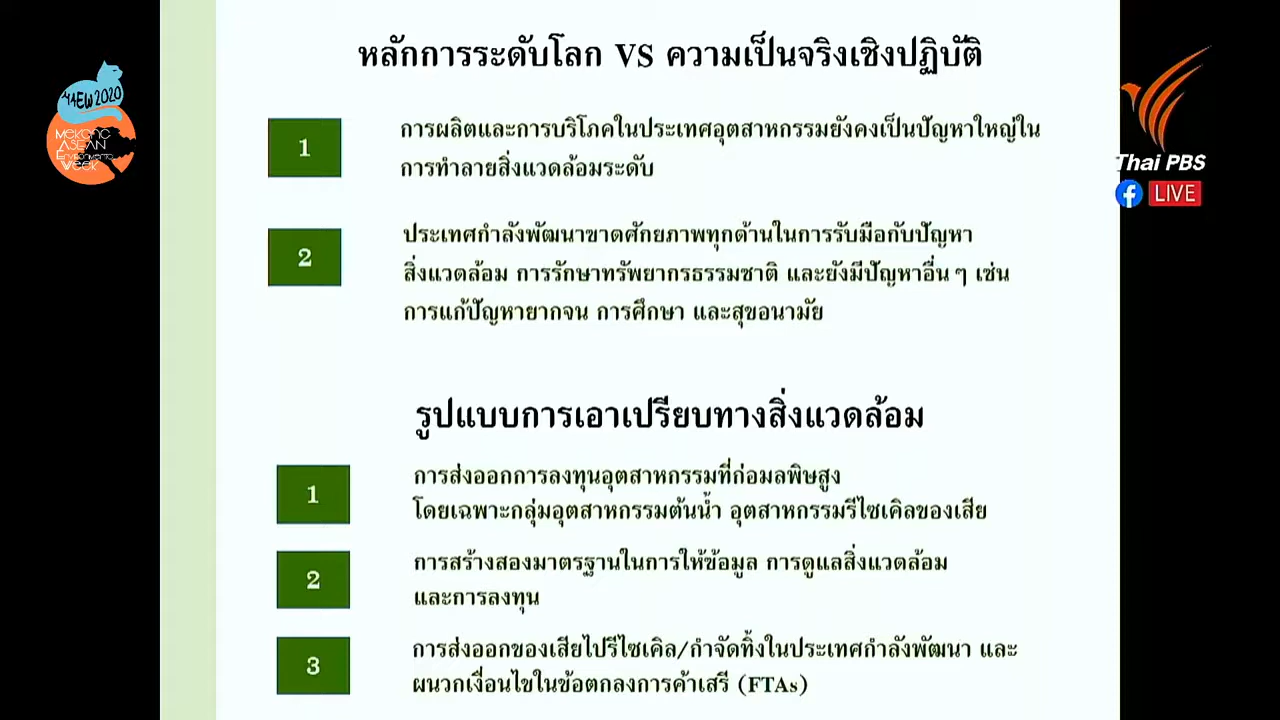 หลักการระดับโลก VS ความเป็นจริงเชิงปฏิบัติ
1
การผลิตและการบริโภคในประเทศอุตสาหกรรมยังคงเป็นปัญหาใหญ่ใน
การทำลายสิ่งแวดล้อมระดับ
2
ประเทศกำลังพัฒนาขาดศักยภาพทุกด้านในการรับมือกับปัญหา
สิ่งแวดล้อม การรักษาทรัพยากรธรรมชาติ และยังมีปัญหาอื่น ๆ เช่น
การแก้ปัญหายากจน การศึกษา และสุขอนามัย
รูปแบบการเอาเปรียบทางสิ่งแวดล้อม
1
การส่งออกการลงทุนอุตสาหกรรมที่ก่อมลพิษสูง
โดยเฉพาะกลุ่มอุตสาหกรรมต้นน้ำ อุตสาหกรรมรีไซเคิลของเสีย
2
การสร้างสองมาตรฐานในการให้ข้อมูล การดูแลสิ่งแวดล้อม
และการลงทุน
3
การส่งออกของเสียไปรีไซเคิล/กำจัดทิ้งในประเทศกำลังพัฒนา และ
ผนวกเงื่อนไขในข้อตกลงการค้าเสรี (FTAs)
MAEW 2020
Mekong
ASEAN
Environmental
Week
Thai PBS
LIVE